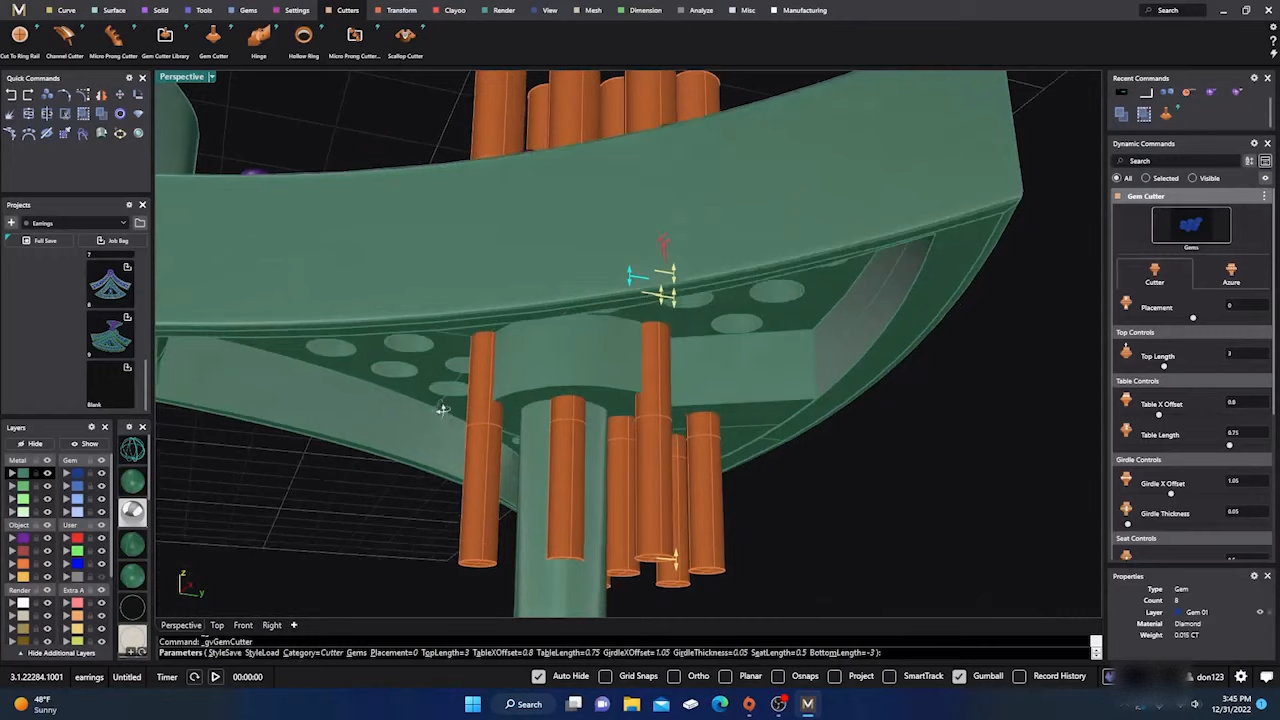 Curve Surface Solid Tools Gems Settings Cutters Transform Clayoo Render View Mesh Dimension Analyze Misc Manufacturing Search
Cut To Ring Rail Channel Cutter Micro Prong Cutter Gem Cutter Library Gem Cutter Hinge Hollow Ring Micro Prong Cutter... Scallop Cutter
Quick Commands
Perspective
Recent Commands
Dynamic Commands
Search
All Selected Visible
Gem Cutter
Gems
Cutter Azure
Placement 0
Top Controls
Top Length 3
Table Controls
Table X Offset 0.8
Table Length 0.75
Girdle Controls
Girdle X Offset 1.05
Girdle Thickness 0.05
Seat Controls
Projects
Earrings
Full Save Job Bag
7
8
9
Blank
Layers
Hide Show
Metal Gem
Object User
Render Extra A
Hide Additional Layers
z
x
y
Properties
Type Gem
Count 8
Layer Gem 01
Material Diamond
Weight 0.015 CT
Perspective Top Front Right
Command: _gvGemCutter
Parameters ( StyleSave StyleLoad Category=Cutter Gems Placement=0 TopLength=3 TableXOffset=0.8 TableLength=0.75 GirdleXOffset=1.05 GirdleThickness=0.05 SeatLength=0.5 BottomLength=-3 ):
3.1.22284.1001 earrings Untitled Timer 00:00:00 Auto Hide Grid Snaps Ortho Planar Osnaps Project SmartTrack Gumball Record History don123
48°F
Sunny
Search
3:45 PM
12/31/2022